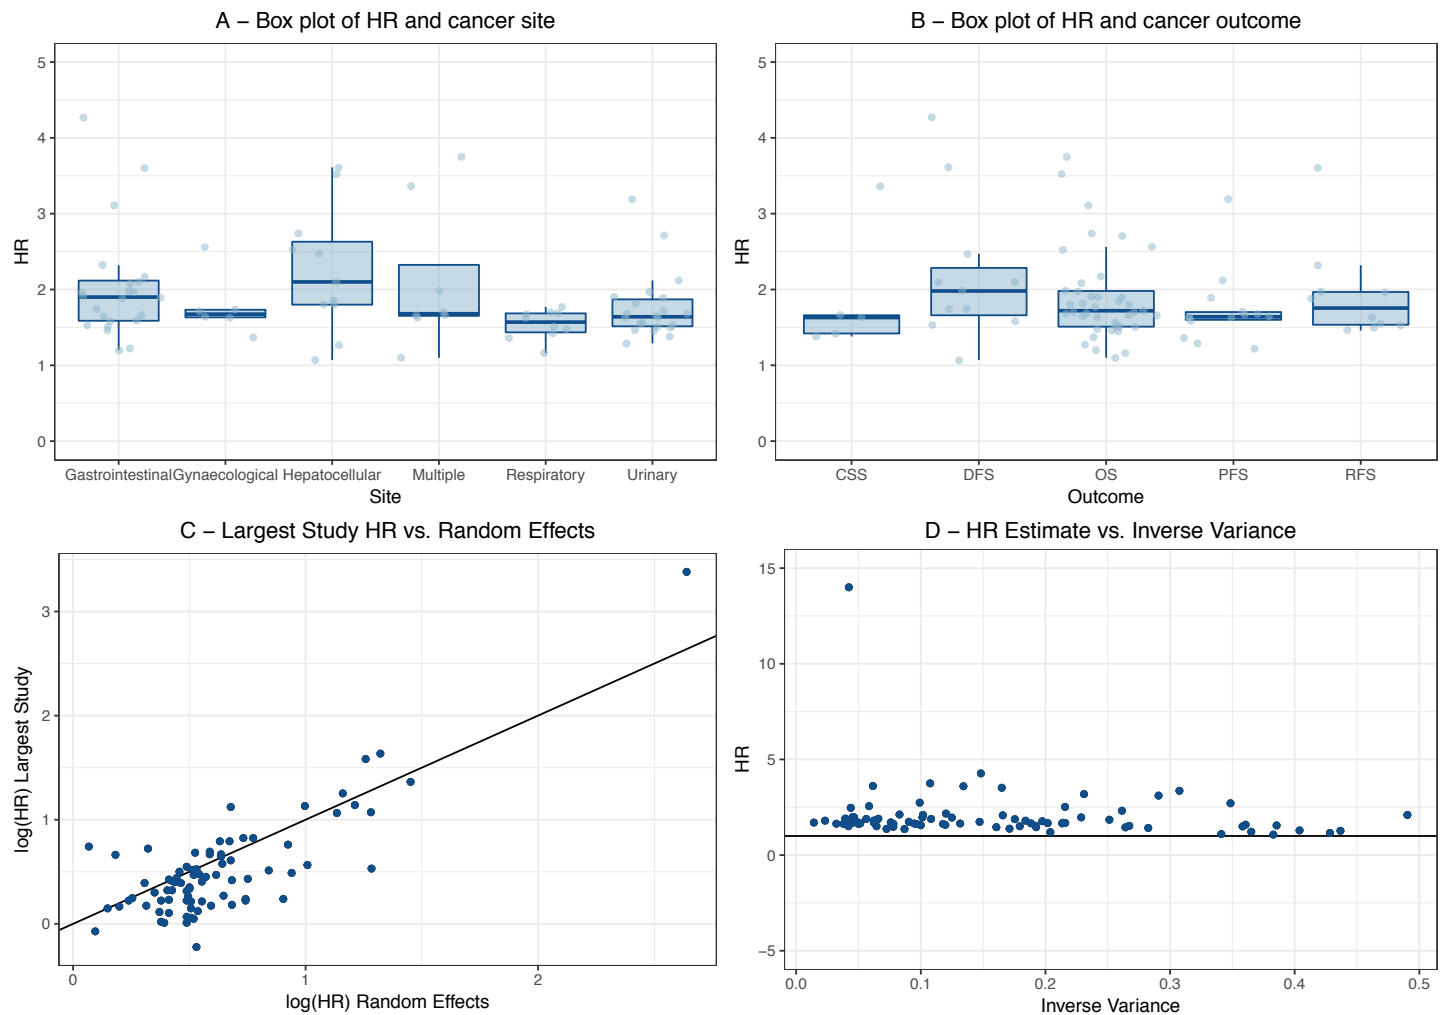 A – Box plot of HR and cancer site
5
4
3
2
1
0
HR
Gastrointestinal Gynaecological Hepatocellular Multiple Respiratory Urinary
Site
B – Box plot of HR and cancer outcome
5
4
3
2
1
0
HR
CSS DFS OS PFS RFS
Outcome
C – Largest Study HR vs. Random Effects
3
2
1
0
log(HR) Largest Study
0 1 2
log(HR) Random Effects
D – HR Estimate vs. Inverse Variance
15
10
5
0
−5
HR
0.0 0.1 0.2 0.3 0.4 0.5
Inverse Variance